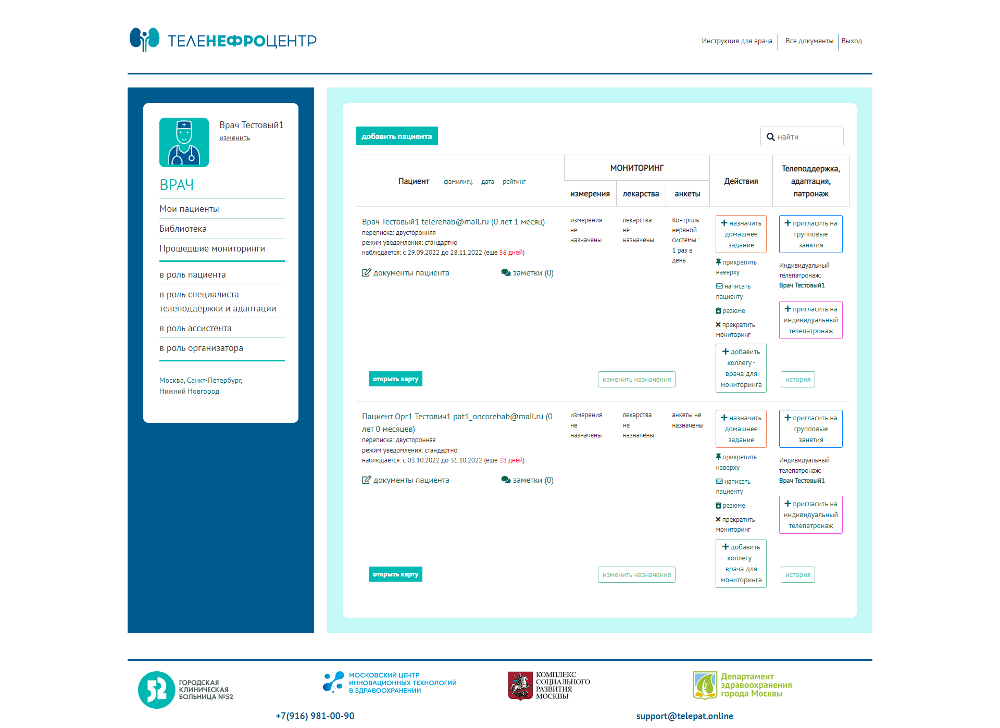 ТЕЛЕНЕФРОЦЕНТР
Инструкция для врача
Все документы
Выход
Врач Тестовый1
изменить
ВРАЧ
Мои пациенты
Библиотека
Прошедшие мониторинги
в роль пациента
в роль специалиста
телеподдержки и адаптации
в роль ассистента
в роль организатора
Москва, Санкт-Петербург,
Нижний Новгород
добавить пациента
найти
Пациент фамилия↓ дата рейтинг
МОНИТОРИНГ
измерения
лекарства
анкеты
Действия
Телеподдержка,
адаптация,
патронаж
Врач Тестовый1 telerehab@mail.ru (0 лет 1 месяц)
переписка: двусторонняя
режим уведомления: стандартно
наблюдается: с 29.09.2022 до 28.11.2022 (еще 56 дней)
документы пациента
заметки (0)
открыть карту
измерения
не
назначены
лекарства
не
назначены
Контроль
нервной
системы :
1 раз в
день
изменить назначения
назначить
домашнее
задание
прикрепить
наверху
написать
пациенту
резюме
прекратить
мониторинг
добавить
коллегу -
врача для
мониторинга
пригласить на
групповые
занятия
Индивидуальный
телепатронаж:
Врач Тестовый1
пригласить на
индивидуальный
телепатронаж
история
Пациент Орг1 Тестович1 pat1_oncorehab@mail.ru (0
лет 0 месяцев)
переписка: двусторонняя
режим уведомления: стандартно
наблюдается: с 03.10.2022 до 31.10.2022 (еще 28 дней)
документы пациента
заметки (0)
открыть карту
измерения
не
назначены
лекарства
не
назначены
анкеты не
назначены
изменить назначения
назначить
домашнее
задание
прикрепить
наверху
написать
пациенту
резюме
прекратить
мониторинг
добавить
коллегу -
врача для
мониторинга
пригласить на
групповые
занятия
Индивидуальный
телепатронаж:
Врач Тестовый1
пригласить на
индивидуальный
телепатронаж
история
52
ГОРОДСКАЯ
КЛИНИЧЕСКАЯ
БОЛЬНИЦА №52
МОСКОВСКИЙ ЦЕНТР
ИННОВАЦИОННЫХ ТЕХНОЛОГИЙ
В ЗДРАВООХРАНЕНИИ
КОМПЛЕКС
СОЦИАЛЬНОГО
РАЗВИТИЯ
МОСКВЫ
Департамент
здравоохранения
города Москвы
+7(916) 981-00-90
support@telepat.online